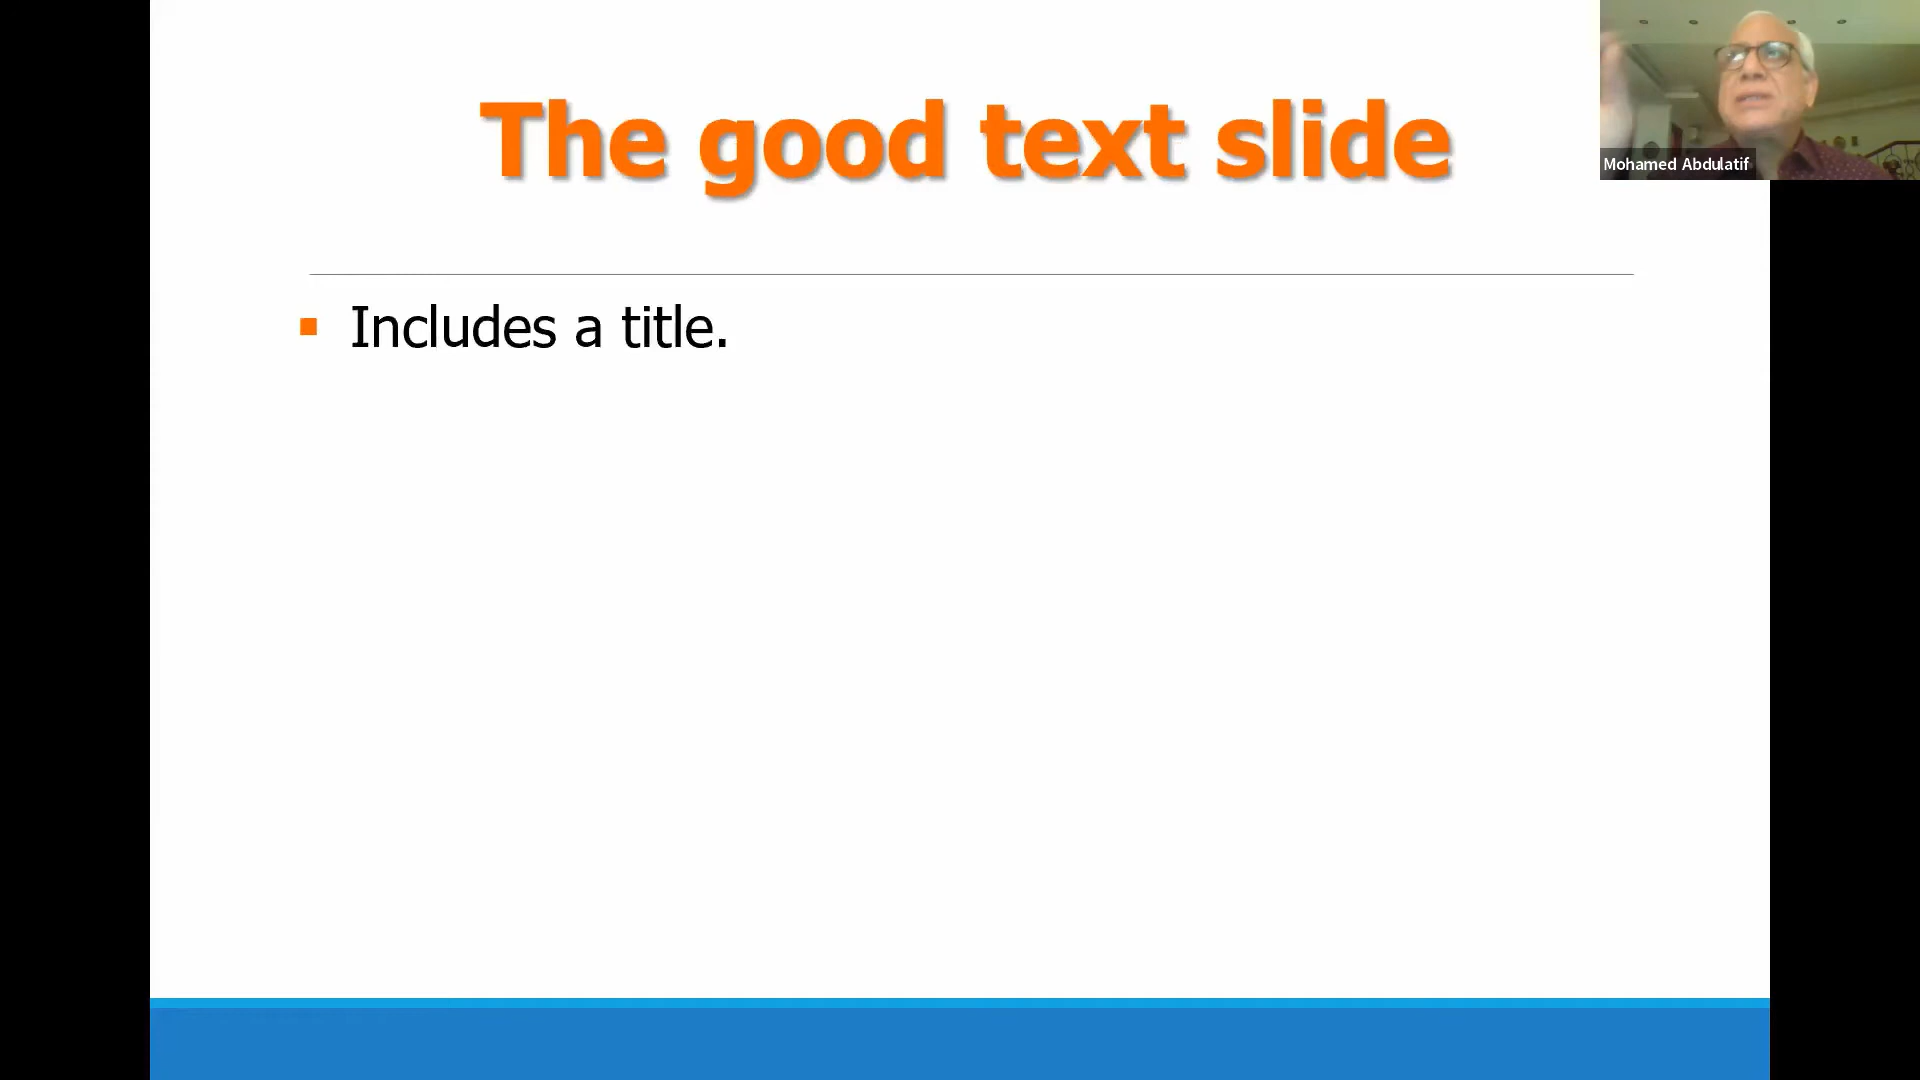 The good text slide
Includes a title.
Mohamed Abdulatif